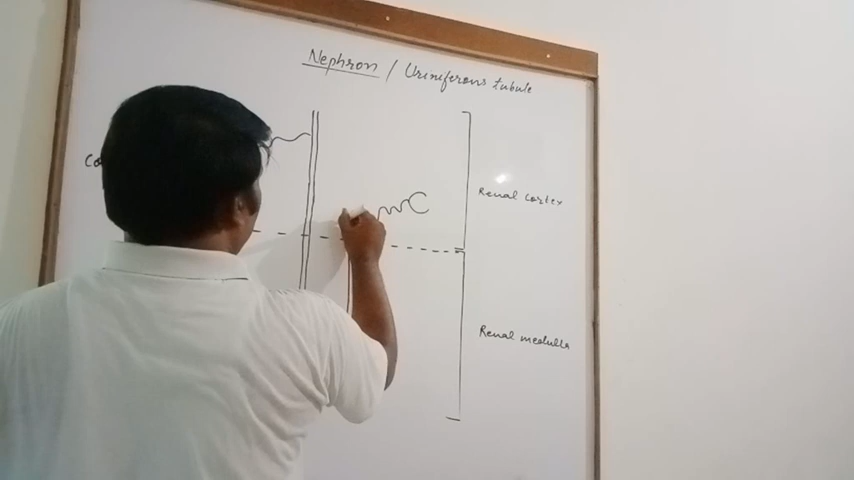 Nephron / Uriniferous tubule
Renal cortex
Renal medulla